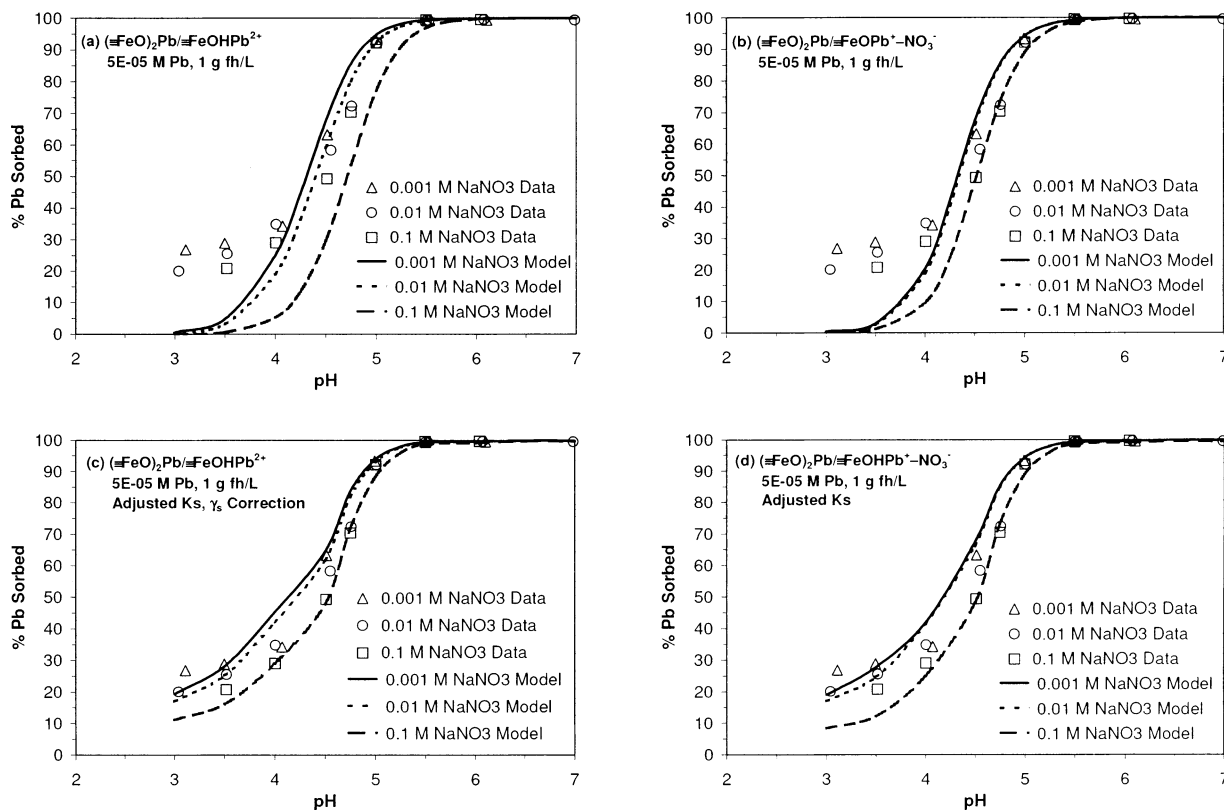 (a) (≡FeO)₂Pb/≡FeOHPb²⁺
5E-05 M Pb, 1 g fh/L
% Pb Sorbed
100
90
80
70
60
50
40
30
20
10
0
0.001 M NaNO3 Data
0.01 M NaNO3 Data
0.1 M NaNO3 Data
0.001 M NaNO3 Model
0.01 M NaNO3 Model
0.1 M NaNO3 Model
2 3 4 5 6 7
pH
(b) (≡FeO)₂Pb/≡FeOPb⁺–NO₃⁻
5E-05 M Pb, 1 g fh/L
% Pb Sorbed
100
90
80
70
60
50
40
30
20
10
0
0.001 M NaNO3 Data
0.01 M NaNO3 Data
0.1 M NaNO3 Data
0.001 M NaNO3 Model
0.01 M NaNO3 Model
0.1 M NaNO3 Model
2 3 4 5 6 7
pH
(c) (≡FeO)₂Pb/≡FeOHPb²⁺
5E-05 M Pb, 1 g fh/L
Adjusted Ks, γₛ Correction
% Pb Sorbed
100
90
80
70
60
50
40
30
20
10
0
0.001 M NaNO3 Data
0.01 M NaNO3 Data
0.1 M NaNO3 Data
0.001 M NaNO3 Model
0.01 M NaNO3 Model
0.1 M NaNO3 Model
2 3 4 5 6 7
pH
(d) (≡FeO)₂Pb/≡FeOHPb⁺–NO₃⁻
5E-05 M Pb, 1 g fh/L
Adjusted Ks
% Pb Sorbed
100
90
80
70
60
50
40
30
20
10
0
0.001 M NaNO3 Data
0.01 M NaNO3 Data
0.1 M NaNO3 Data
0.001 M NaNO3 Model
0.01 M NaNO3 Model
0.1 M NaNO3 Model
2 3 4 5 6 7
pH